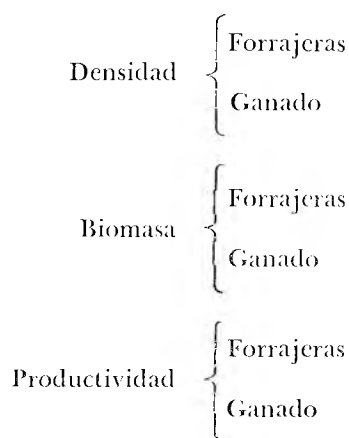 Forrajeras
Densidad
Ganado
Forrajeras
Biomasa
Ganado
Forrajeras
Productividad
Ganado